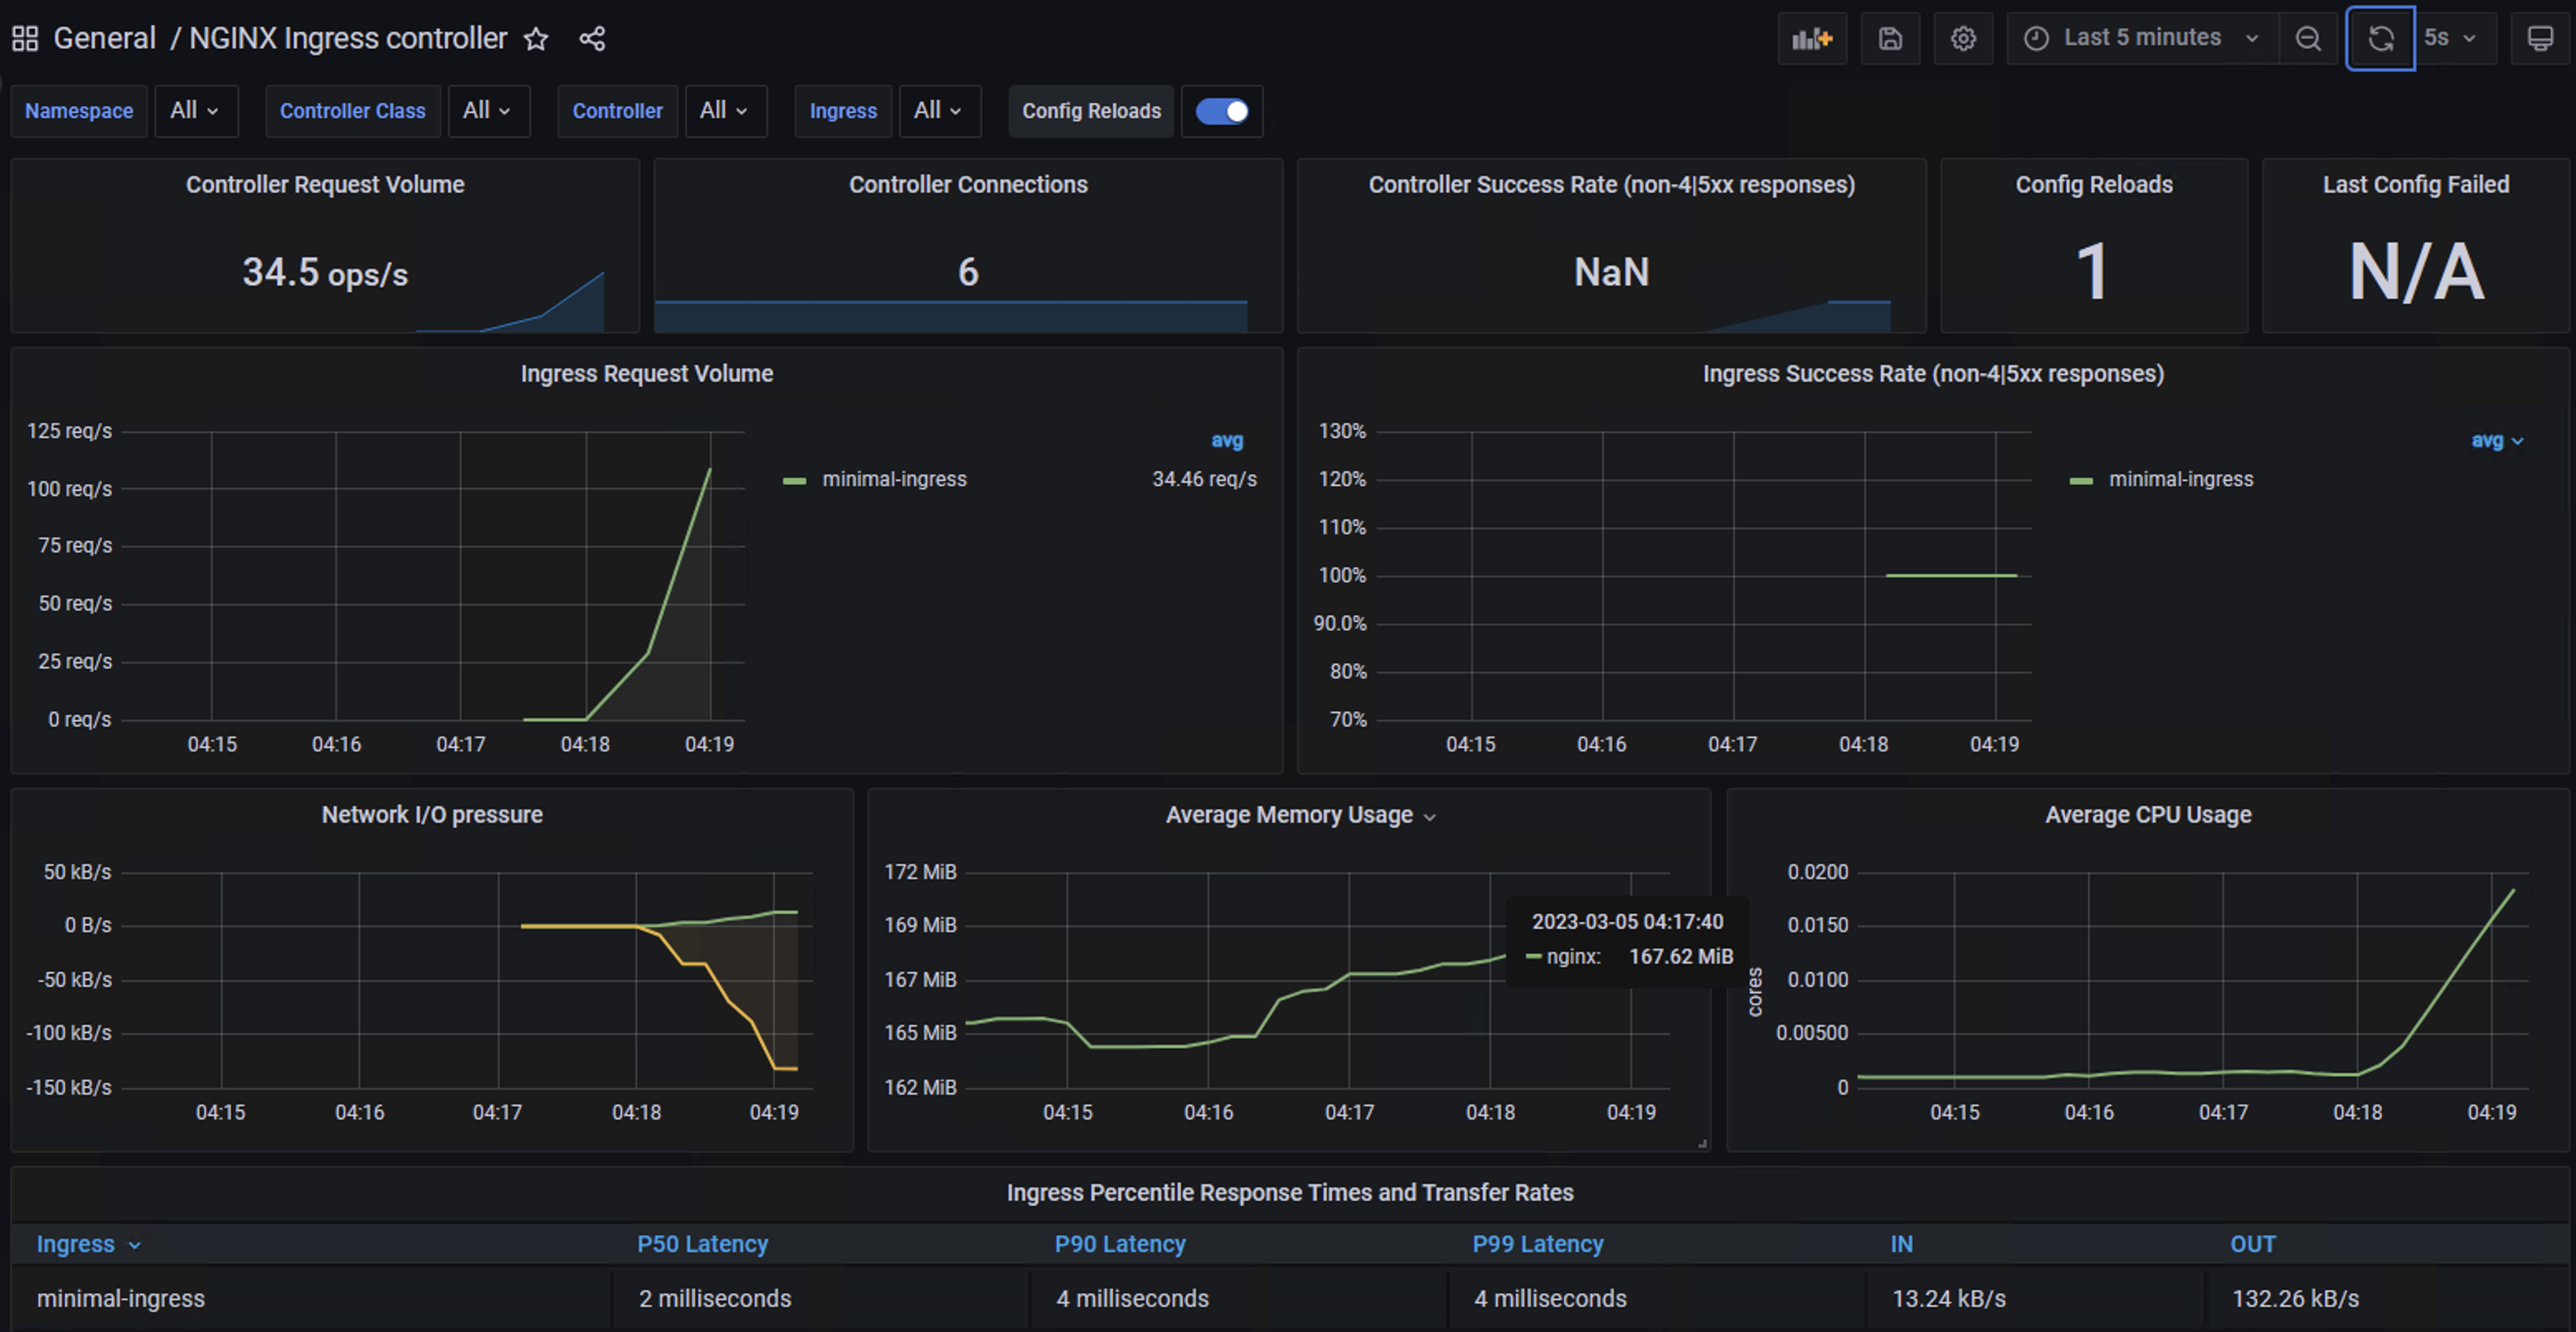 General / NGINX Ingress controller
Last 5 minutes
5s
Namespace All Controller Class All Controller All Ingress All Config Reloads
Controller Request Volume
34.5 ops/s
Controller Connections
6
Controller Success Rate (non-4|5xx responses)
NaN
Config Reloads
1
Last Config Failed
N/A
Ingress Request Volume
125 req/s
100 req/s
75 req/s
50 req/s
25 req/s
0 req/s
04:15 04:16 04:17 04:18 04:19
avg
minimal-ingress 34.46 req/s
Ingress Success Rate (non-4|5xx responses)
130%
120%
110%
100%
90.0%
80%
70%
04:15 04:16 04:17 04:18 04:19
avg
minimal-ingress
Network I/O pressure
50 kB/s
0 B/s
-50 kB/s
-100 kB/s
-150 kB/s
04:15 04:16 04:17 04:18 04:19
Average Memory Usage
172 MiB
169 MiB
167 MiB
165 MiB
162 MiB
04:15 04:16 04:17 04:18 04:19
2023-03-05 04:17:40
nginx: 167.62 MiB
Average CPU Usage
cores
0.0200
0.0150
0.0100
0.00500
0
04:15 04:16 04:17 04:18 04:19
Ingress Percentile Response Times and Transfer Rates
Ingress P50 Latency P90 Latency P99 Latency IN OUT
minimal-ingress 2 milliseconds 4 milliseconds 4 milliseconds 13.24 kB/s 132.26 kB/s